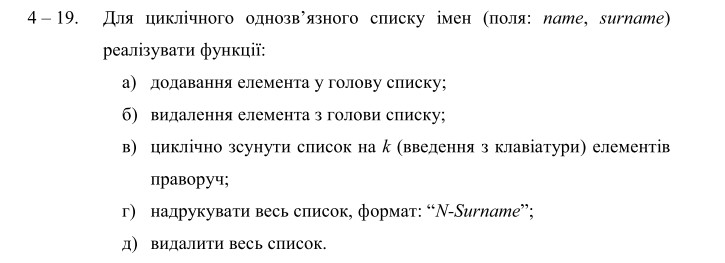 4 – 19. Для циклічного однозв’язного списку імен (поля: name, surname)
реалізувати функції:
а) додавання елемента у голову списку;
б) видалення елемента з голови списку;
в) циклічно зсунути список на k (введення з клавіатури) елементів
праворуч;
г) надрукувати весь список, формат: “N-Surname”;
д) видалити весь список.